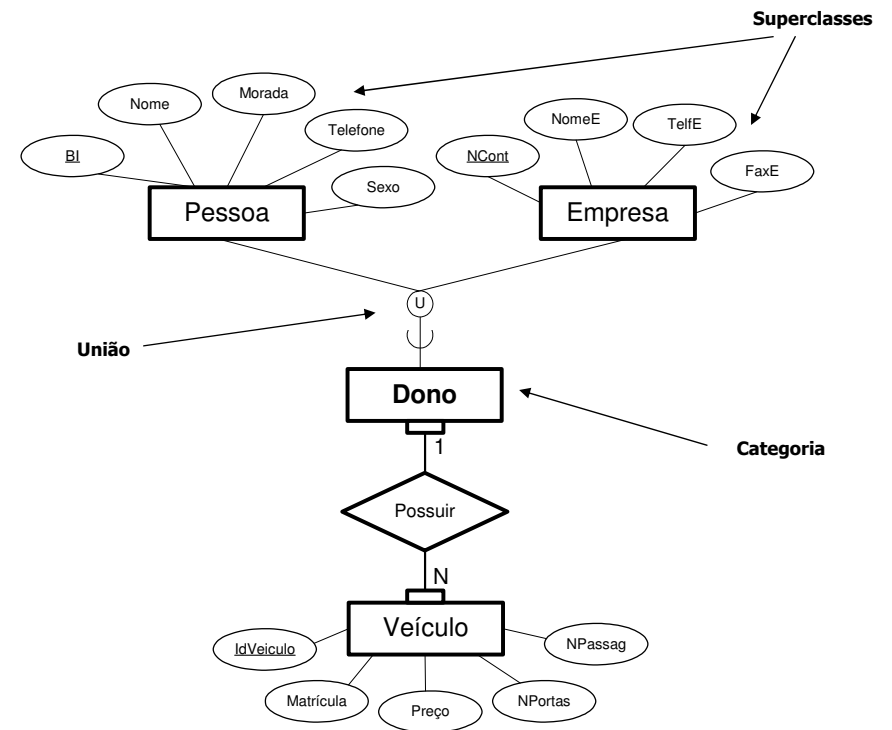 Superclasses
Morada
Nome
NomeE
TelfE
Telefone
BI
NCont
FaxE
Sexo
Pessoa
Empresa
U
União
Dono
1
Categoria
Possuir
N
Veículo
IdVeiculo
NPassag
Matrícula
Preço
NPortas